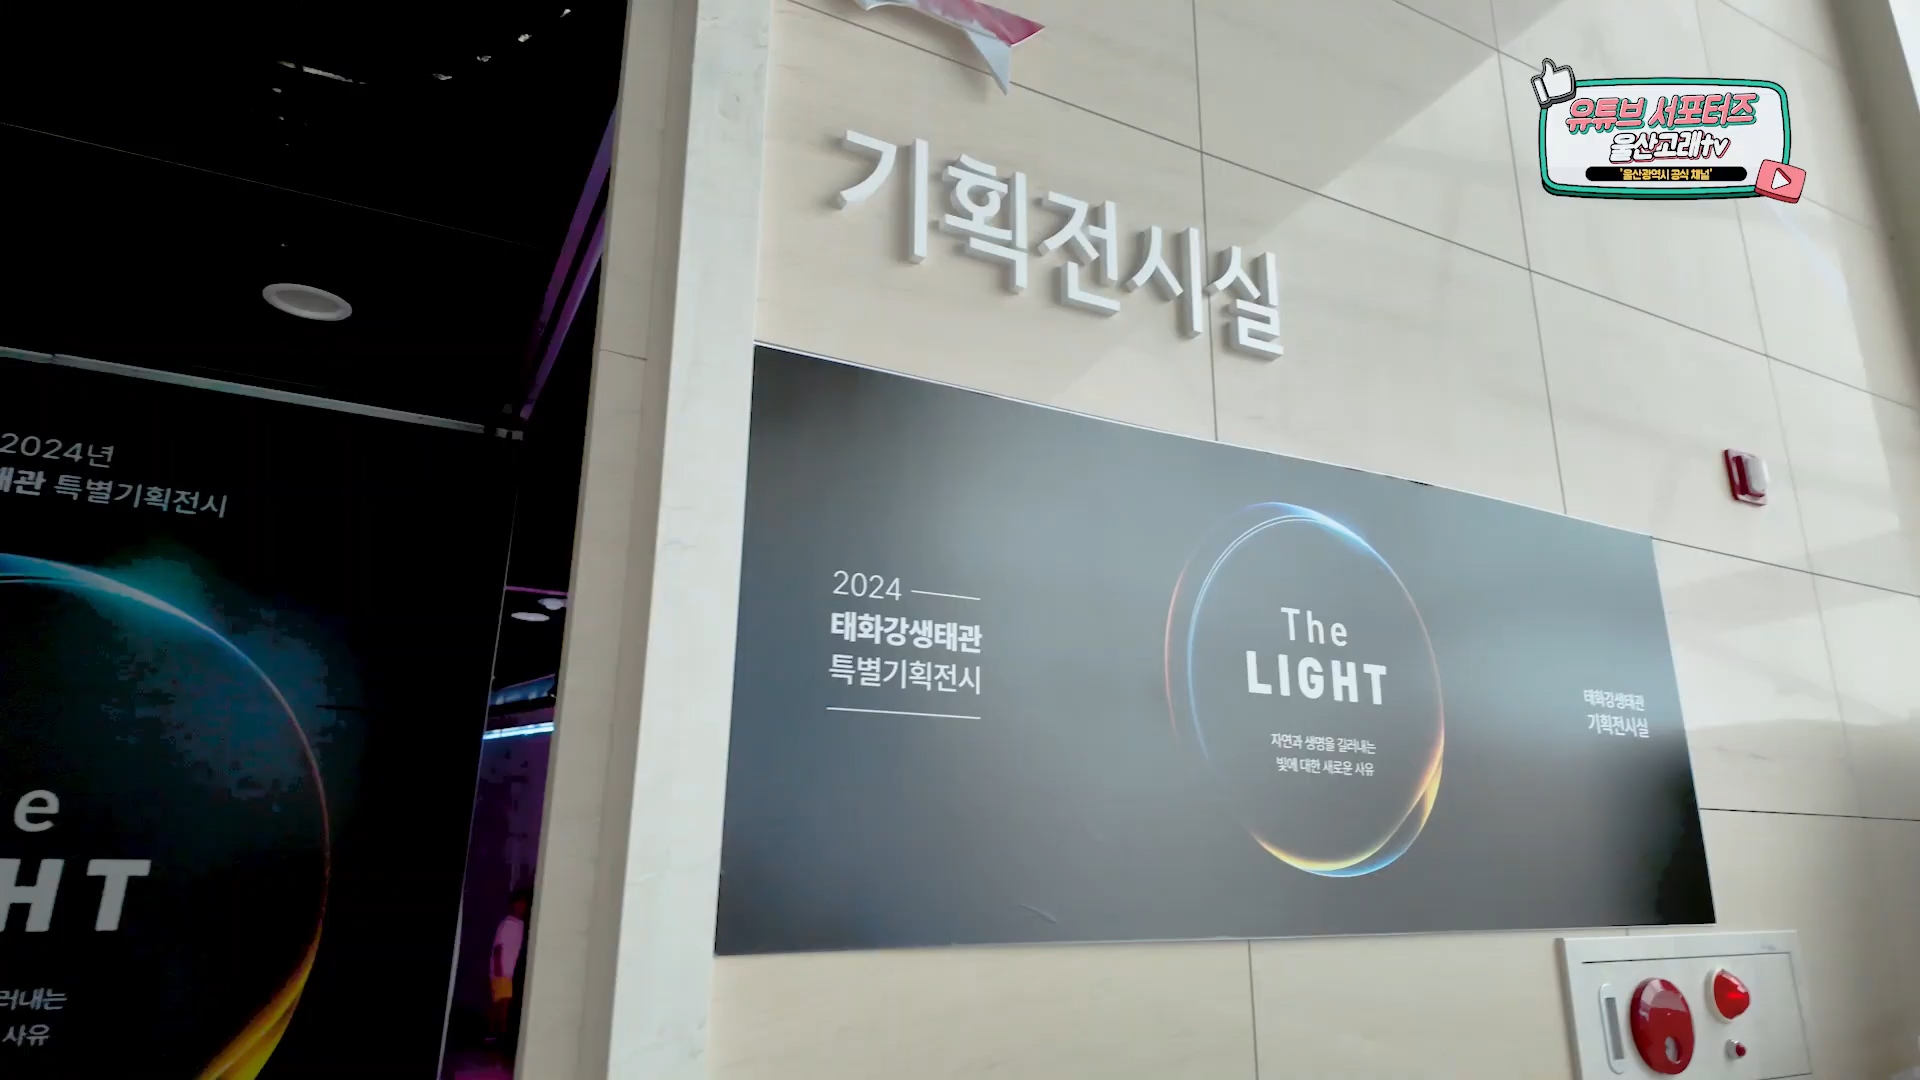 유튜브 서포터즈
울산고래tv
'울산광역시 공식 채널'
기획전시실
2024
태화강생태관
특별기획전시
The
LIGHT
자연과 생명을 길러내는
빛에 대한 새로운 사유
태화강생태관
기획전시실
2024년
태관 특별기획전시
e
HT
러내는
사유